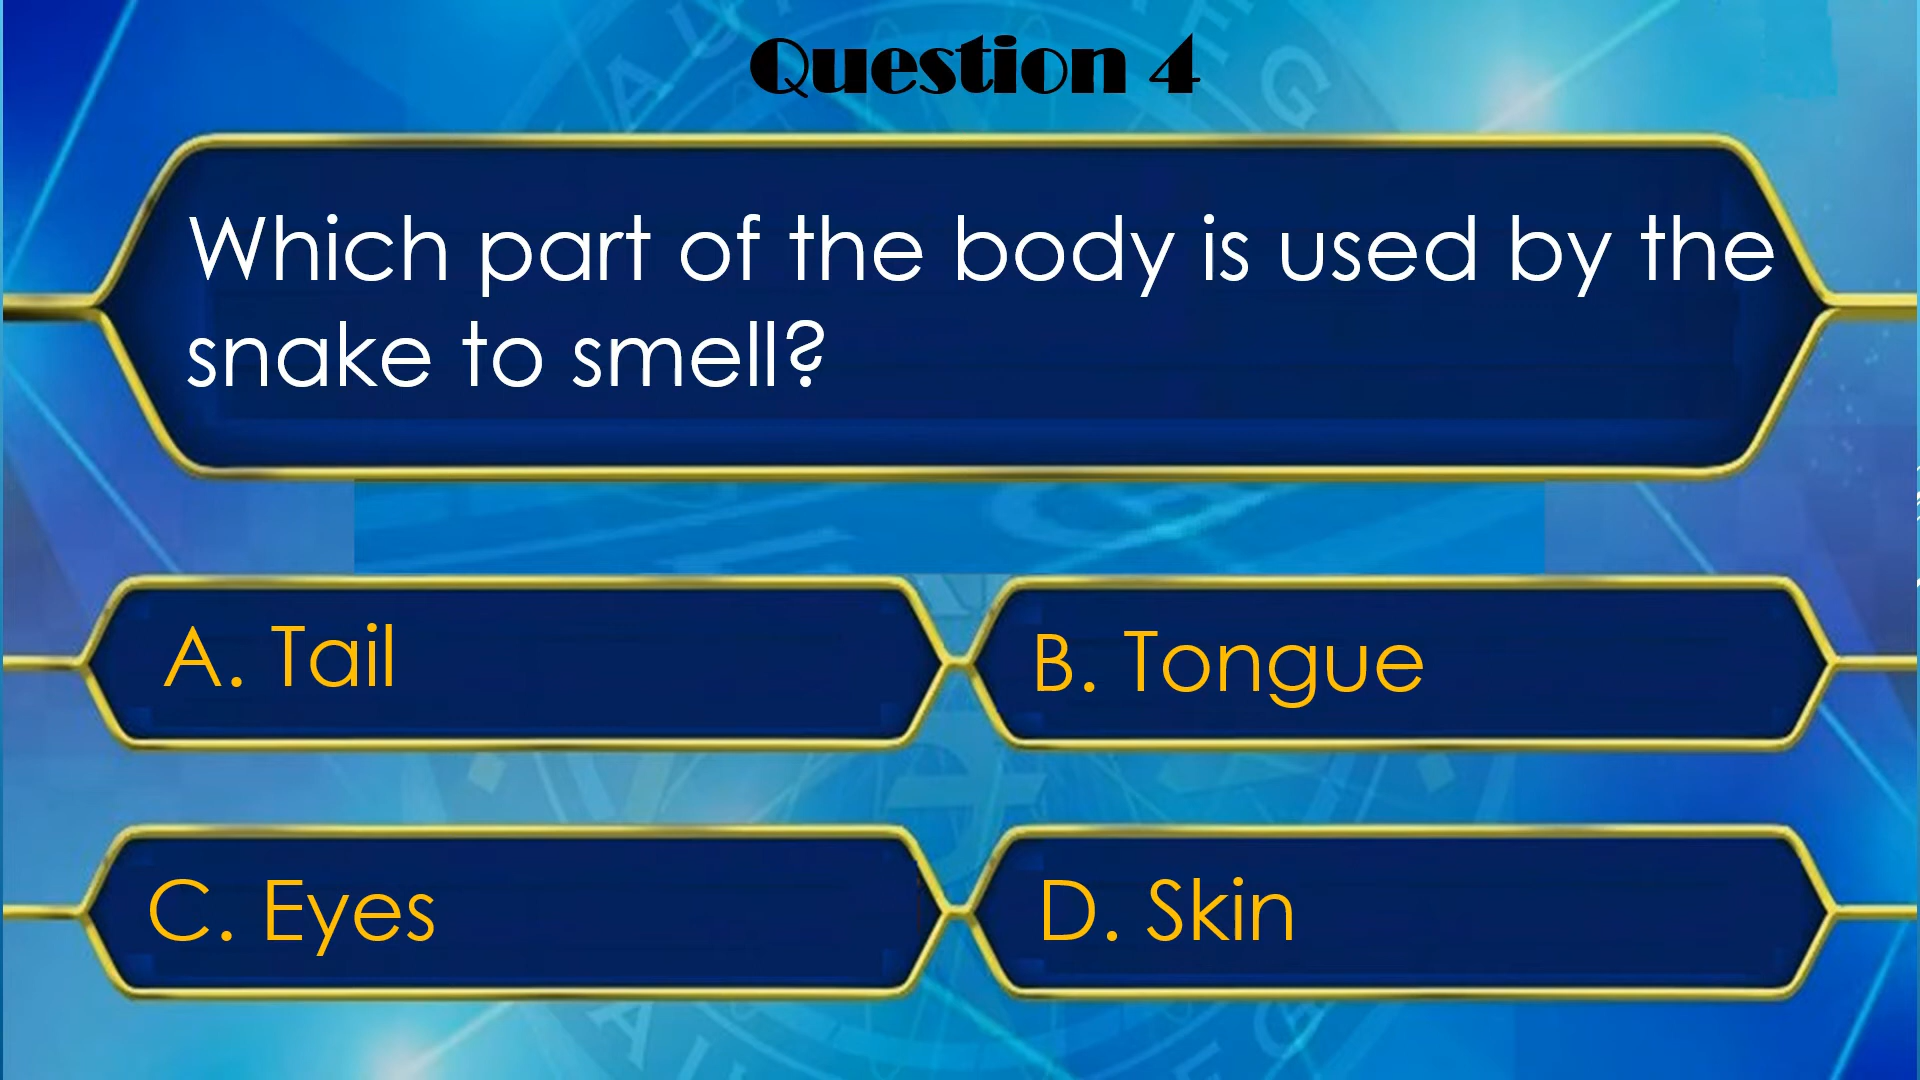 Question 4
Which part of the body is used by the
snake to smell?
A. Tail
B. Tongue
C. Eyes
D. Skin